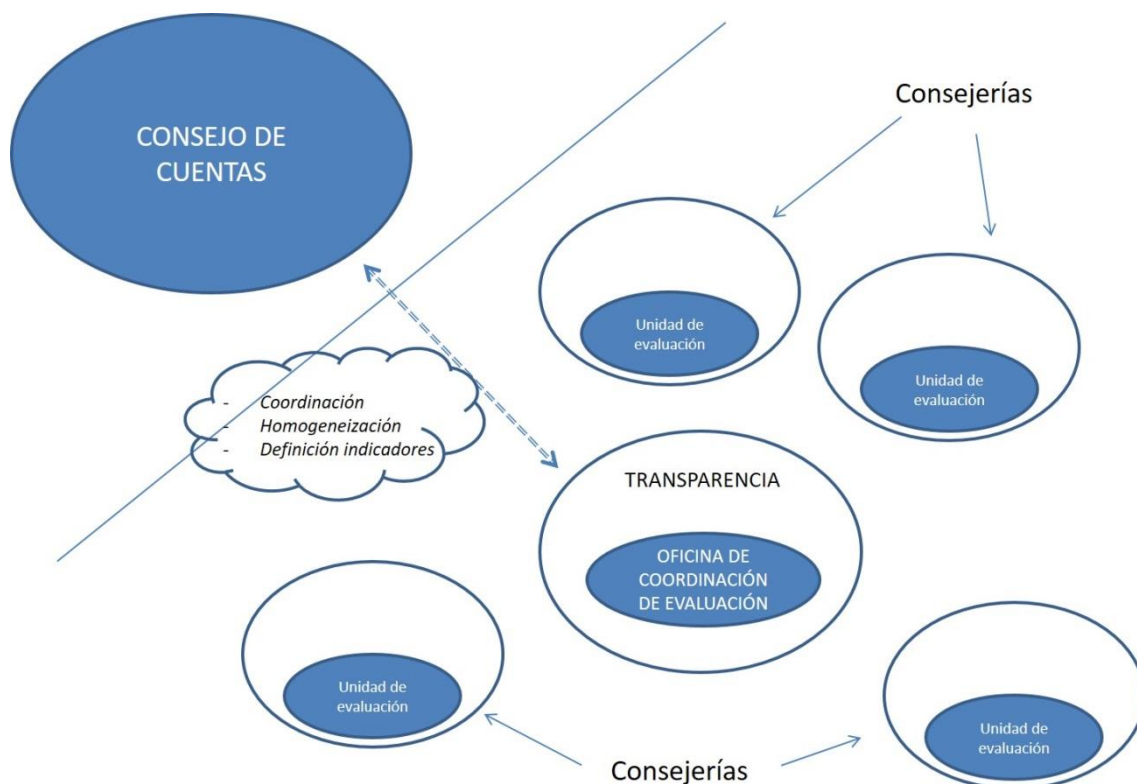 CONSEJO DE
CUENTAS
Consejerías
Unidad de
evaluación
Unidad de
evaluación
- Coordinación
- Homogeneización
- Definición indicadores
TRANSPARENCIA
OFICINA DE
COORDINACIÓN
DE EVALUACIÓN
Unidad de
evaluación
Unidad de
evaluación
Consejerías